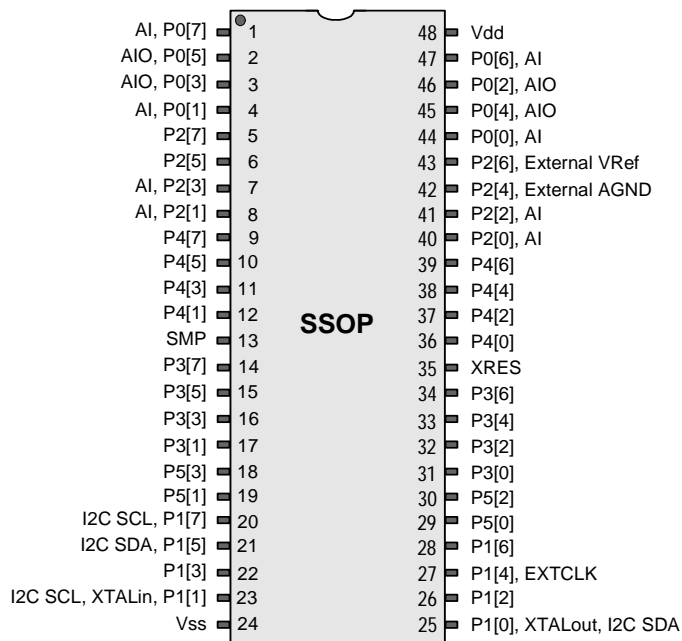 AI, P0[7] 1 48 Vdd
AIO, P0[5] 2 47 P0[6], AI
AIO, P0[3] 3 46 P0[2], AIO
AI, P0[1] 4 45 P0[4], AIO
P2[7] 5 44 P0[0], AI
P2[5] 6 43 P2[6], External VRef
AI, P2[3] 7 42 P2[4], External AGND
AI, P2[1] 8 41 P2[2], AI
P4[7] 9 40 P2[0], AI
P4[5] 10 39 P4[6]
P4[3] 11 38 P4[4]
P4[1] 12 37 P4[2]
SSOP
SMP 13 36 P4[0]
P3[7] 14 35 XRES
P3[5] 15 34 P3[6]
P3[3] 16 33 P3[4]
P3[1] 17 32 P3[2]
P5[3] 18 31 P3[0]
P5[1] 19 30 P5[2]
I2C SCL, P1[7] 20 29 P5[0]
I2C SDA, P1[5] 21 28 P1[6]
P1[3] 22 27 P1[4], EXTCLK
I2C SCL, XTALin, P1[1] 23 26 P1[2]
Vss 24 25 P1[0], XTALout, I2C SDA